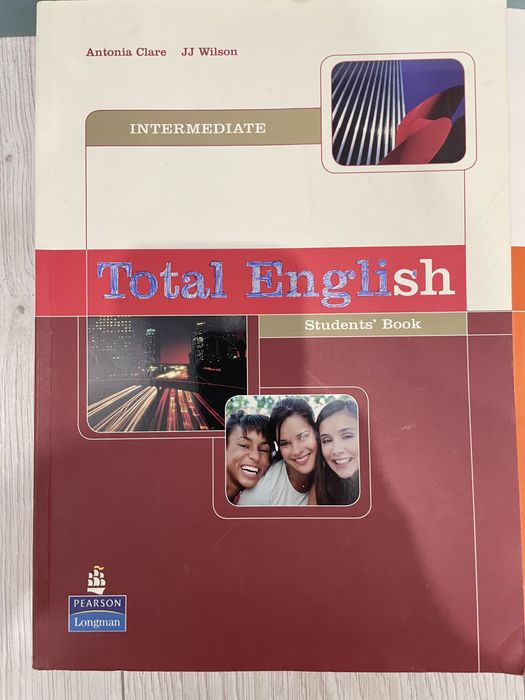 Antonia Clare JJ Wilson
INTERMEDIATE
Total English
Students' Book
PEARSON
Longman